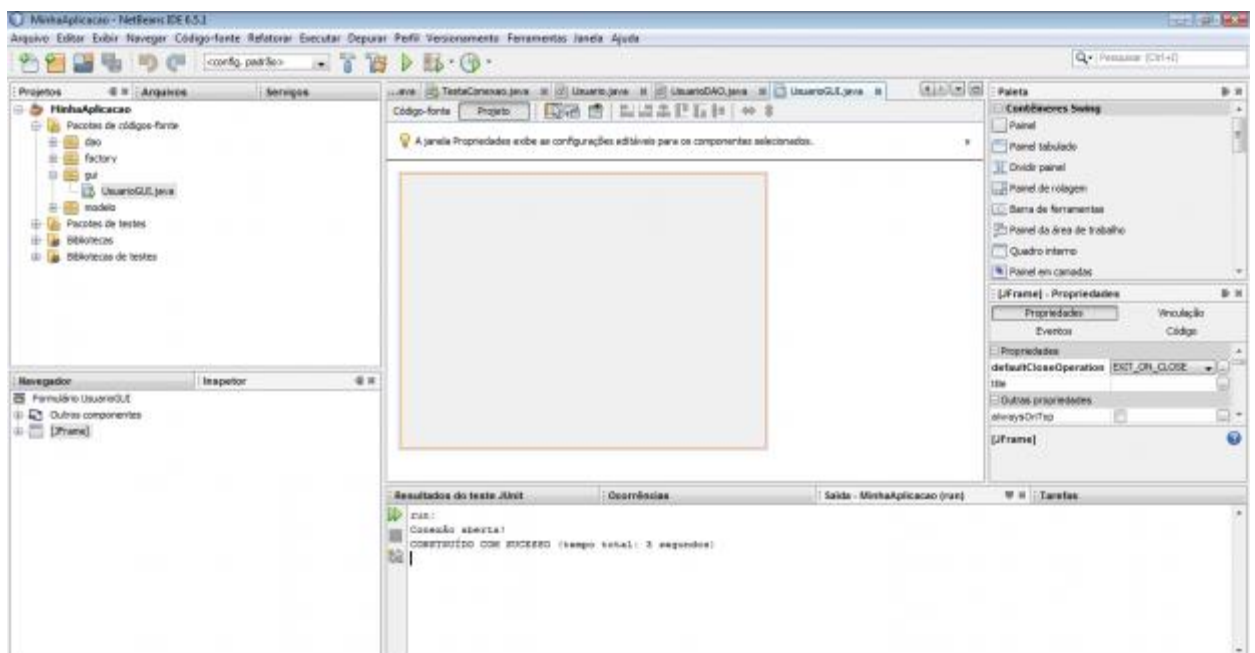 MinhaAplicacao - NetBeans IDE 6.5.1
Arquivo Editar Exibir Navegar Código-fonte Refatorar Executar Depurar Perfil Versionamento Ferramentas Janela Ajuda
<config. padrão>
Pesquisar (Ctrl+I)
Projetos
Arquivos
Serviços
MinhaAplicacao
Pacotes de códigos-fonte
dao
factory
gui
UsuarioGUI.java
modelo
Pacotes de testes
Bibliotecas
Bibliotecas de testes
...ava
TestaConexao.java
Usuario.java
UsuarioDAO.java
UsuarioGUI.java
Código-fonte
Projeto
A janela Propriedades exibe as configurações editáveis para os componentes selecionados.
Paleta
Contêineres Swing
Painel
Painel tabulado
Dividir painel
Painel de rolagem
Barra de ferramentas
Painel da área de trabalho
Quadro interno
Painel em camadas
[JFrame] - Propriedades
Propriedades
Vinculação
Eventos
Código
Propriedades
defaultCloseOperation
EXIT_ON_CLOSE
title
Outras propriedades
alwaysOnTop
[JFrame]
Navegador
Inspetor
Formulário UsuarioGUI
Outros componentes
[JFrame]
Resultados do teste JUnit
Ocorrências
Saída - MinhaAplicacao (run)
Tarefas
run:
Conexão aberta!
CONSTRUÍDO COM SUCESSO (tempo total: 3 segundos)